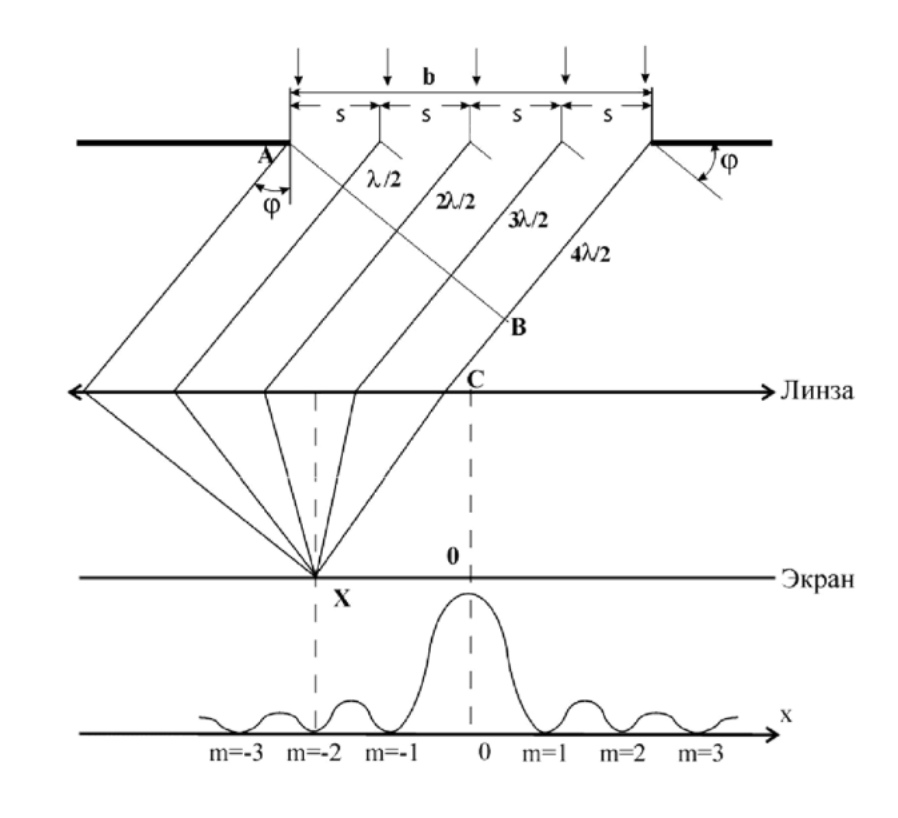 b
s s s s
A
φ
φ
λ/2
2λ/2
3λ/2
4λ/2
B
C
Линза
0
Экран
X
x
m=-3 m=-2 m=-1 0 m=1 m=2 m=3